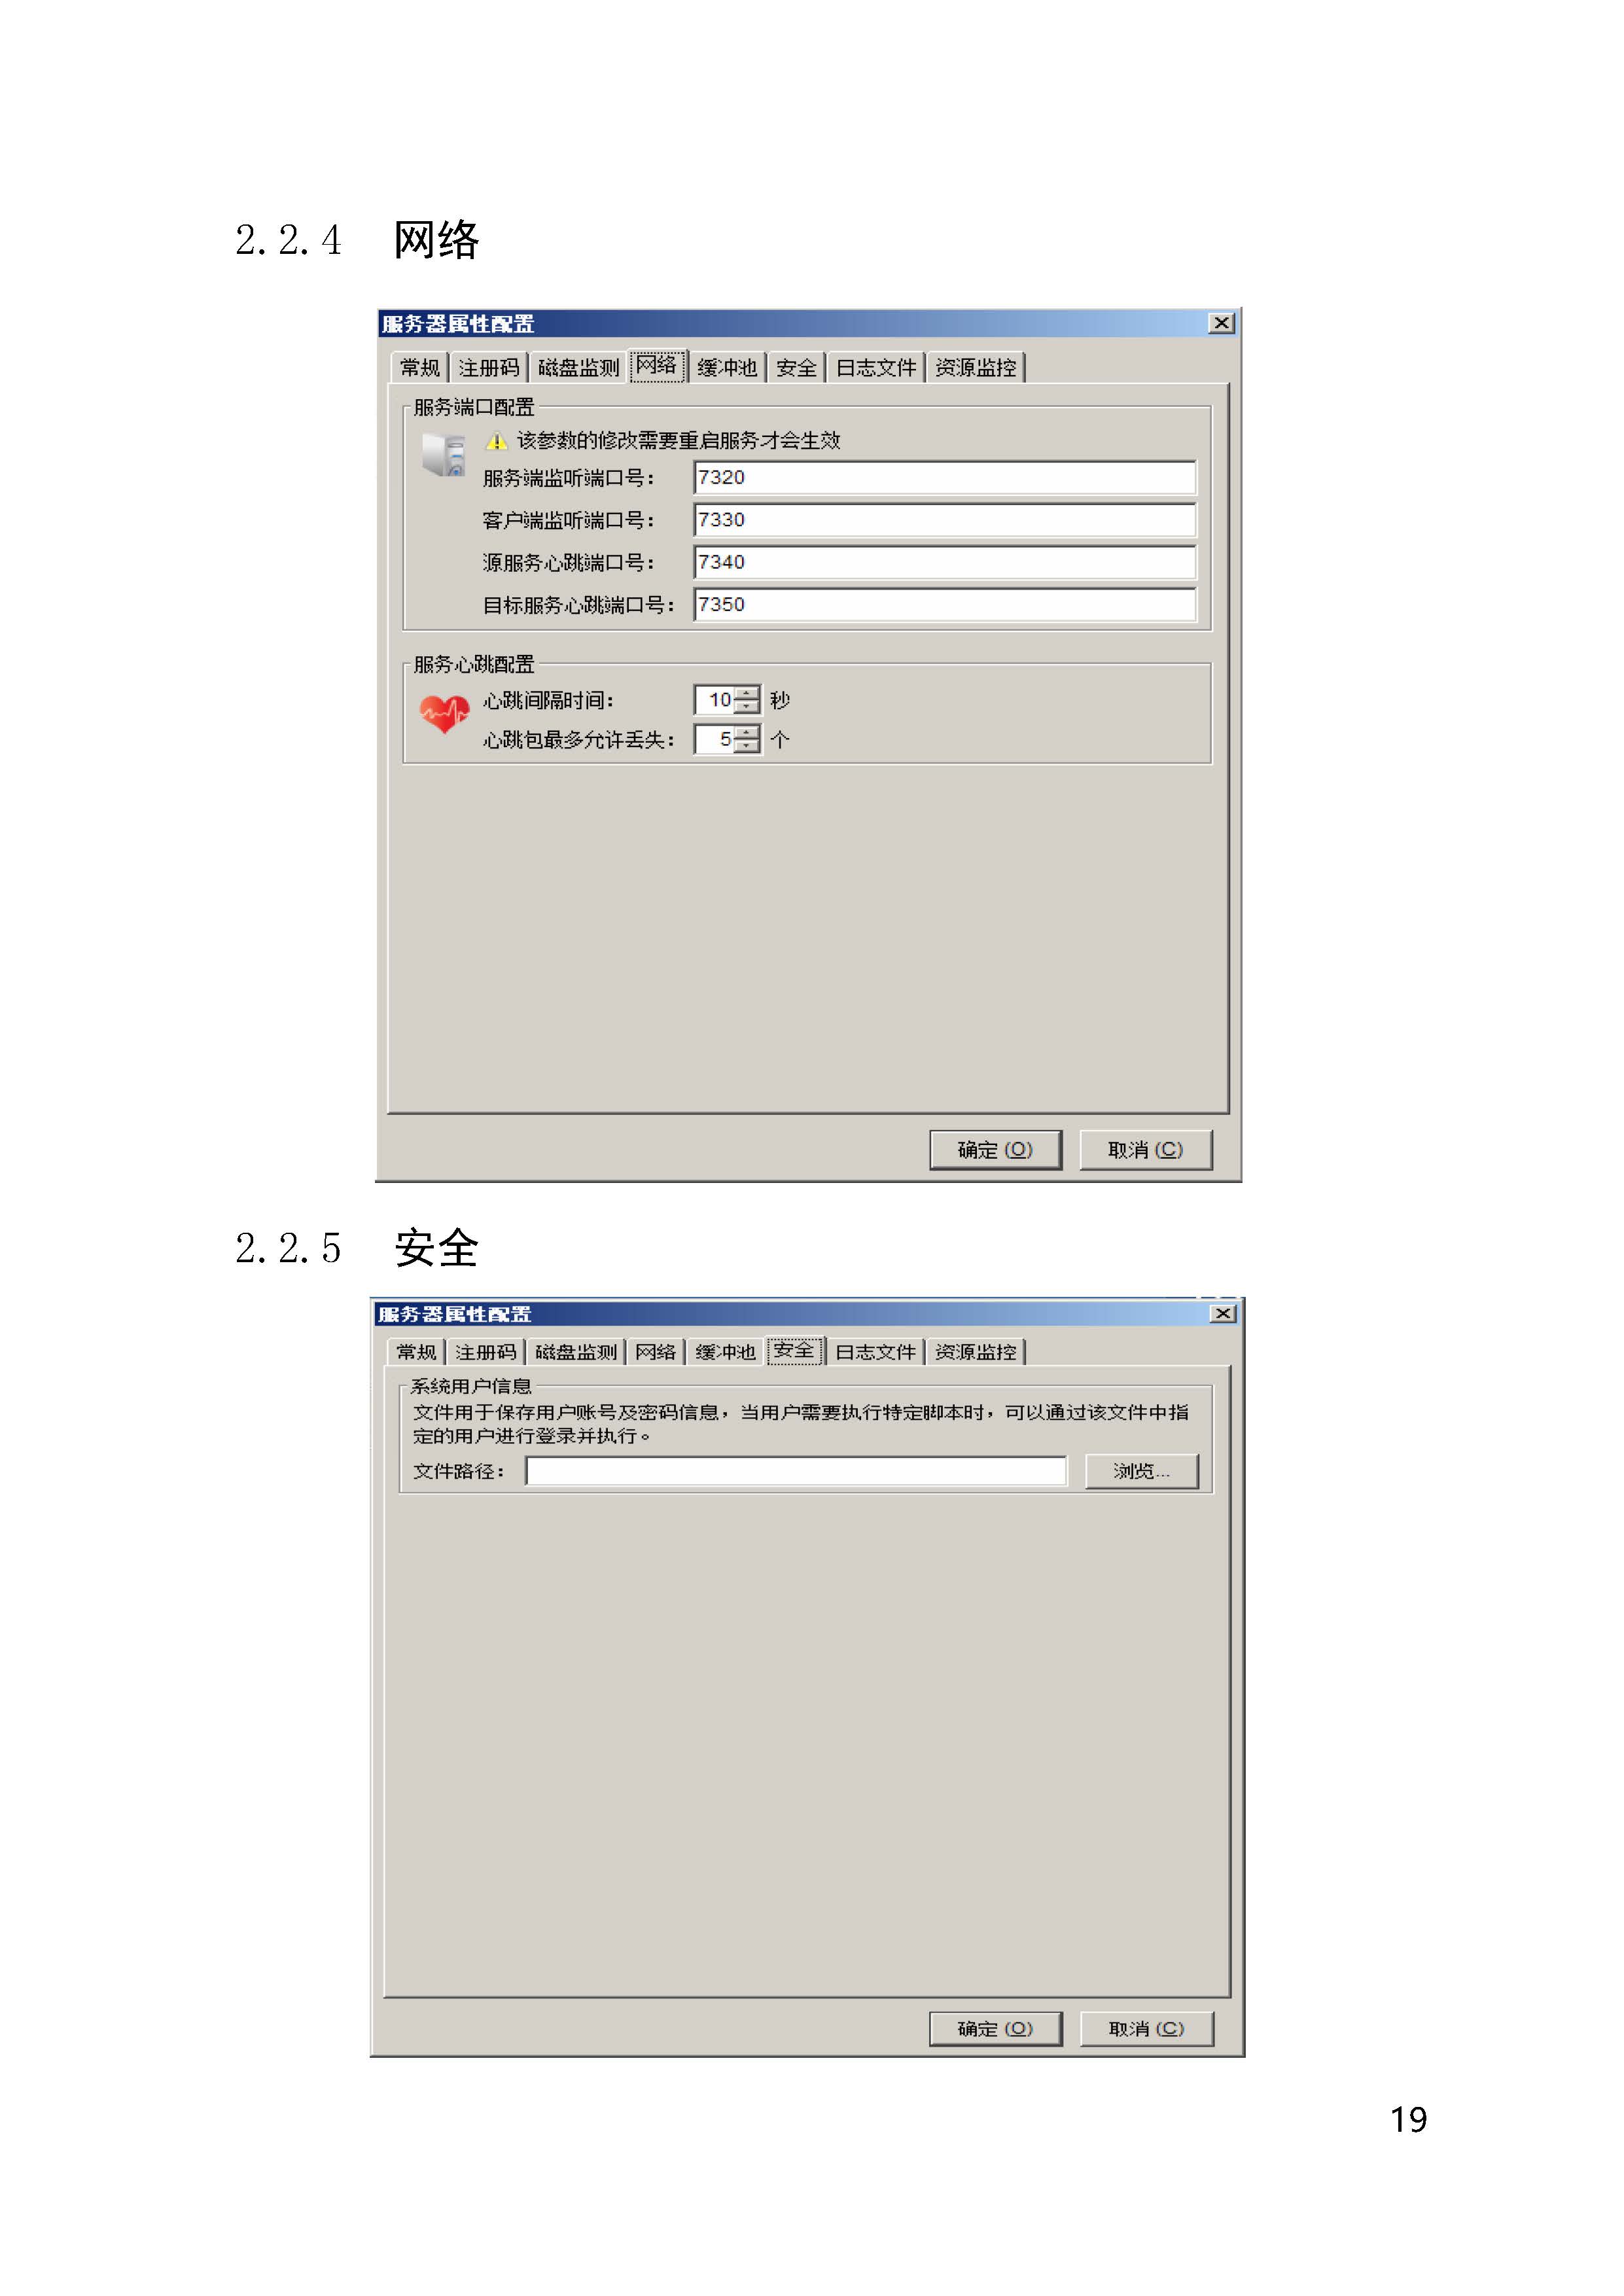 2.2.4 网络
服务器属性配置
常规 注册码 磁盘监测 网络 缓冲池 安全 日志文件 资源监控
服务端口配置
该参数的修改需要重启服务才会生效
服务端监听端口号： 7320
客户端监听端口号： 7330
源服务心跳端口号： 7340
目标服务心跳端口号： 7350
服务心跳配置
心跳间隔时间： 10 秒
心跳包最多允许丢失： 5 个
确定(O) 取消(C)
2.2.5 安全
服务器属性配置
常规 注册码 磁盘监测 网络 缓冲池 安全 日志文件 资源监控
系统用户信息
文件用于保存用户账号及密码信息，当用户需要执行特定脚本时，可以通过该文件中指
定的用户进行登录并执行。
文件路径： 浏览...
确定(O) 取消(C)
19